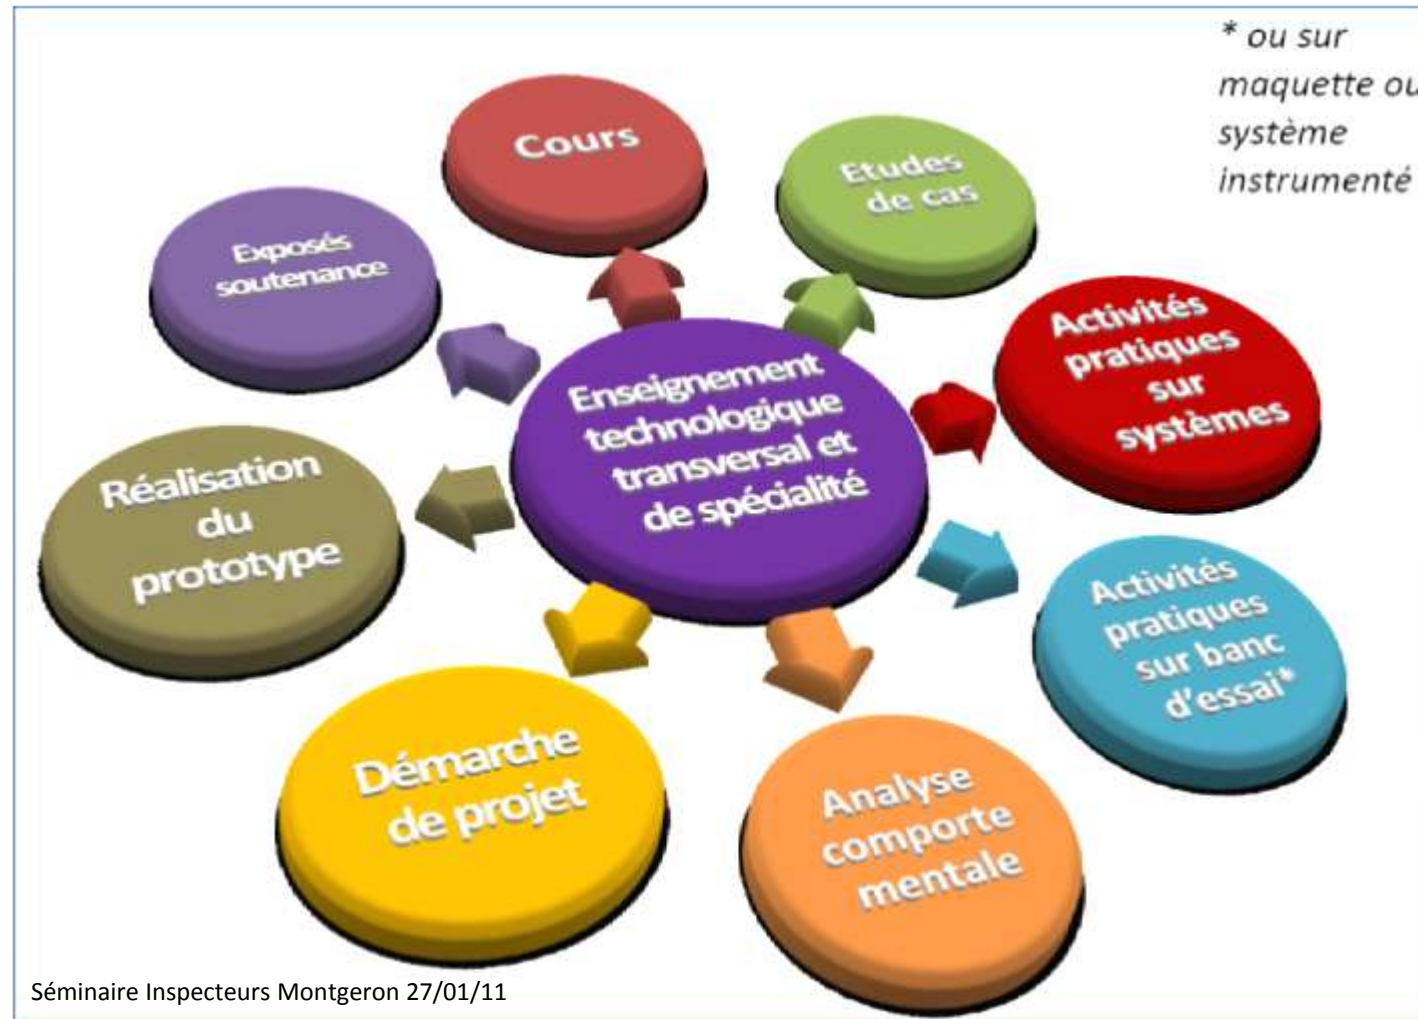 * ou sur
maquette ou
système
instrumenté
Cours
Etudes
de cas
Exposés
soutenance
Activités
pratiques
sur
systèmes
Enseignement
technologique
transversal et
de spécialité
Réalisation
du
prototype
Activités
pratiques
sur banc
d'essai*
Démarche
de projet
Analyse
comporte
mentale
Séminaire Inspecteurs Montgeron 27/01/11